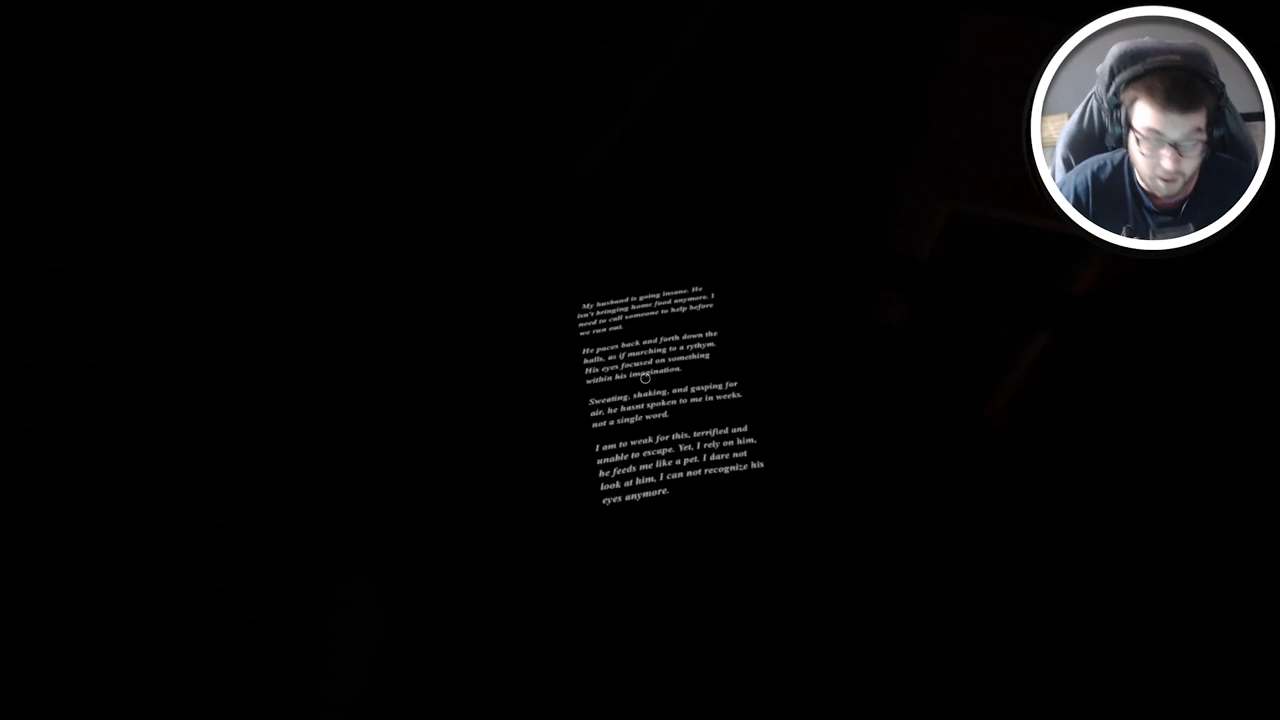 My husband is going insane. He
isn't bringing home food anymore. I
need to call someone to help before
we run out.
He paces back and forth down the
halls, as if marching to a rythym.
His eyes focused on something
within his imagination.
Sweating, shaking, and gasping for
air, he hasnt spoken to me in weeks.
not a single word.
I am to weak for this, terrified and
unable to escape. Yet, I rely on him,
he feeds me like a pet. I dare not
look at him, I can not recognize his
eyes anymore.